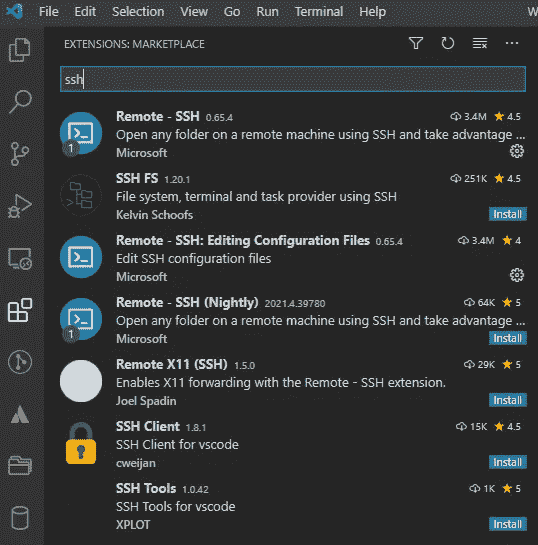 File Edit Selection View Go Run Terminal Help W
EXTENSIONS: MARKETPLACE
ssh
Remote - SSH 0.65.4 3.4M 4.5
Open any folder on a remote machine using SSH and take advantage ...
Microsoft
1
SSH FS 1.20.1 251K 4.5
File system, terminal and task provider using SSH
Kelvin Schoofs Install
Remote - SSH: Editing Configuration Files 0.65.4 3.4M 4
Edit SSH configuration files
Microsoft
Remote - SSH (Nightly) 2021.4.39780 64K 5
Open any folder on a remote machine using SSH and take advantage ...
1
Microsoft Install
Remote X11 (SSH) 1.5.0 29K 5
Enables X11 forwarding with the Remote - SSH extension.
Joel Spadin Install
SSH Client 1.8.1 15K 4.5
SSH Client for vscode
cweijan Install
SSH Tools 1.0.42 1K 5
SSH Tools for vscode
XPLOT Install